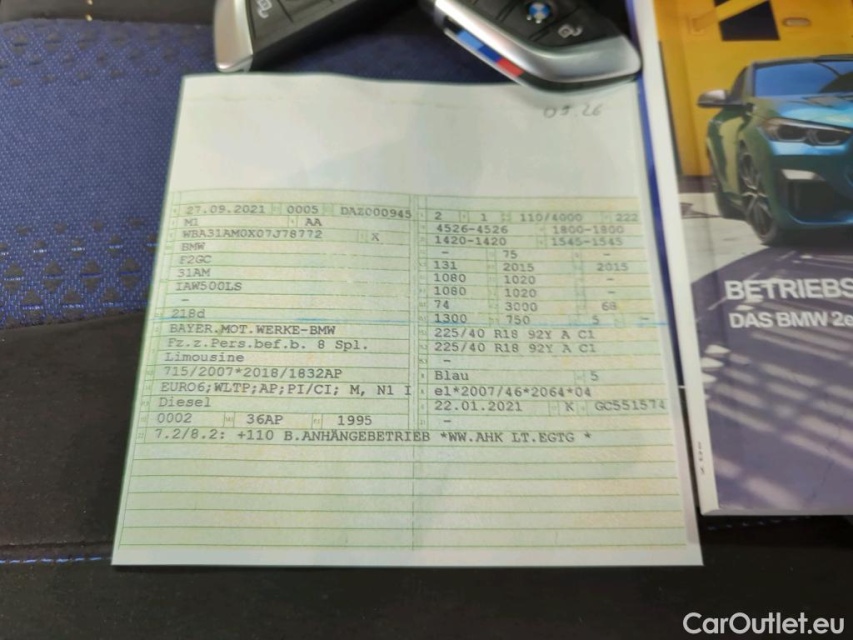 03.26
27.09.2021 0005 DAZ000945
M1 AA
WBA31AM0X07J78772 X
BMW
F2GC
31AM
IAW500LS
-
218d
BAYER.MOT.WERKE-BMW
Fz.z.Pers.bef.b. 8 Spl.
Limousine
715/2007*2018/1832AP
EURO6;WLTP;AP;PI/CI; M, N1 I
Diesel
0002 36AP 1995
2 1 110/4000 222
4526-4526 1800-1800
1420-1420 1545-1545
- 75 -
131 2015 2015
1080 1020 -
1080 1020 -
74 3000 68
1300 750 5 -
225/40 R18 92Y A C1
225/40 R18 92Y A C1
-
Blau 5
e1*2007/46*2064*04
22.01.2021 K GC551574
-
7.2/8.2: +110 B.ANHÄNGEBETRIEB *WW.AHK LT.EGTG *
BETRIEBS
DAS BMW 2e
CarOutlet.eu